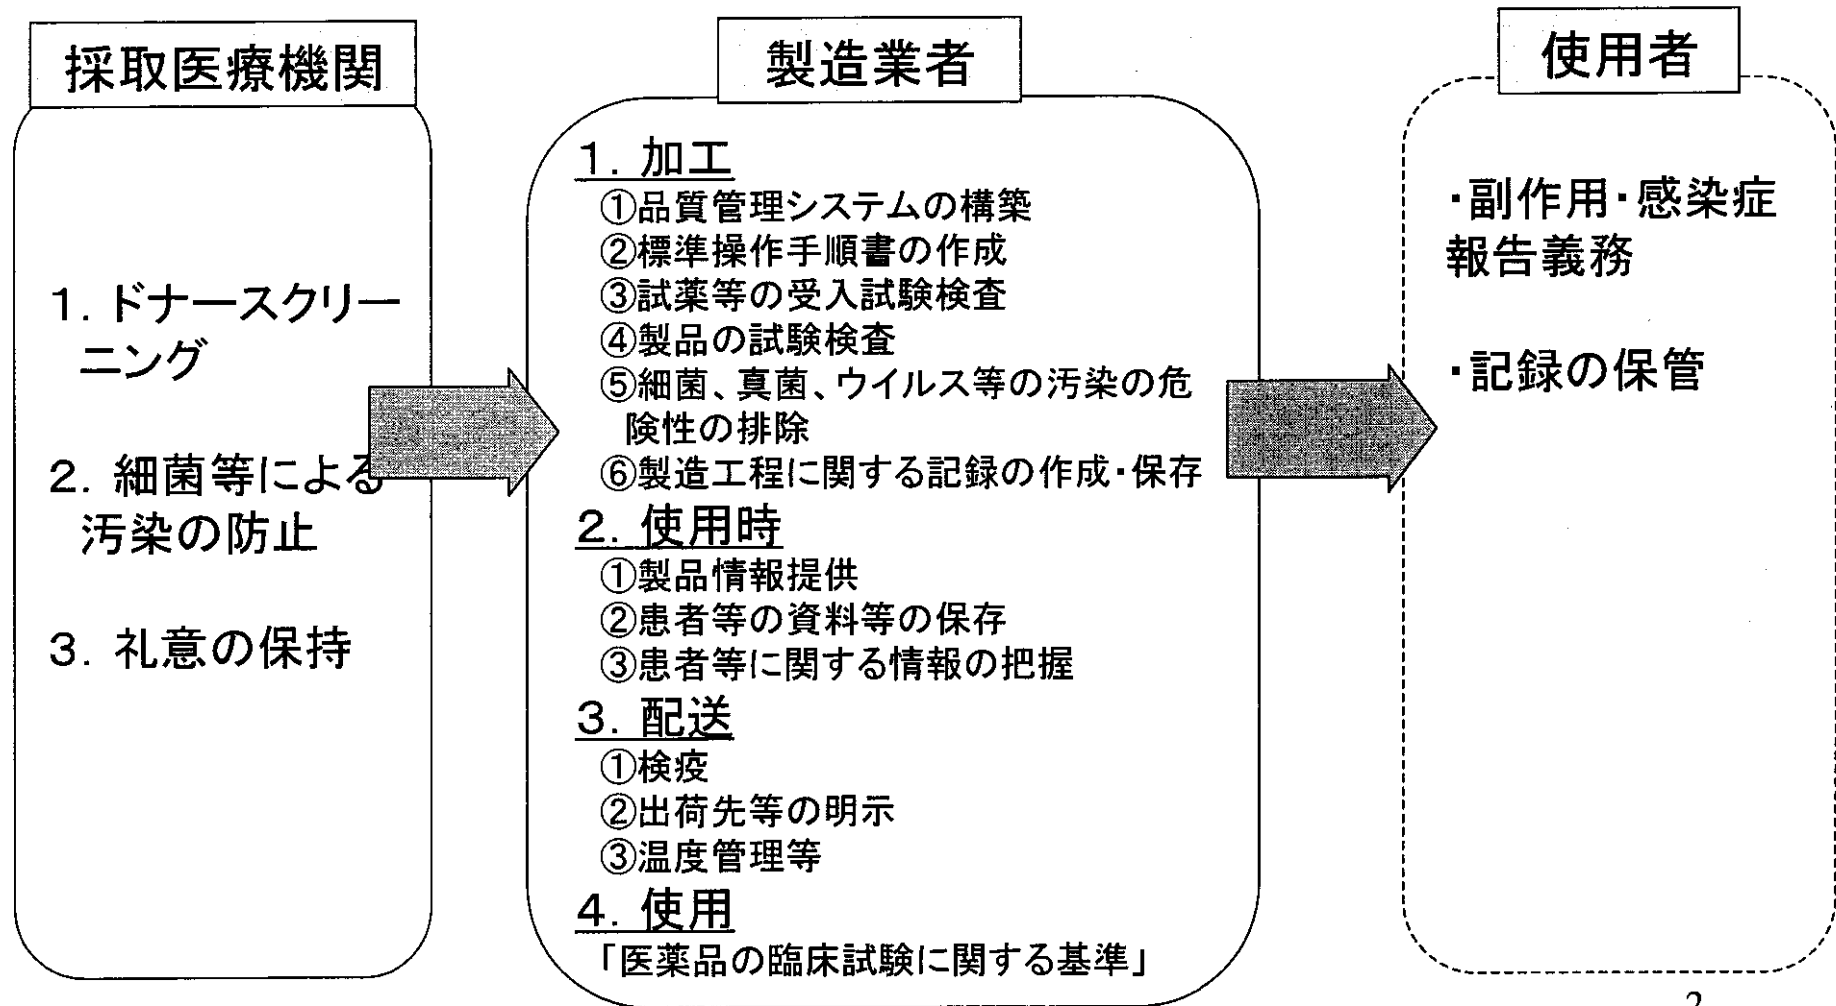 採取医療機関
1. ドナースクリー
ニング
2. 細菌等による
汚染の防止
3. 礼意の保持
製造業者
1. 加工
①品質管理システムの構築
②標準操作手順書の作成
③試薬等の受入試験検査
④製品の試験検査
⑤細菌、真菌、ウイルス等の汚染の危
険性の排除
⑥製造工程に関する記録の作成・保存
2. 使用時
①製品情報提供
②患者等の資料等の保存
③患者等に関する情報の把握
3. 配送
①検疫
②出荷先等の明示
③温度管理等
4. 使用
「医薬品の臨床試験に関する基準」
使用者
・副作用・感染症
報告義務
・記録の保管
2